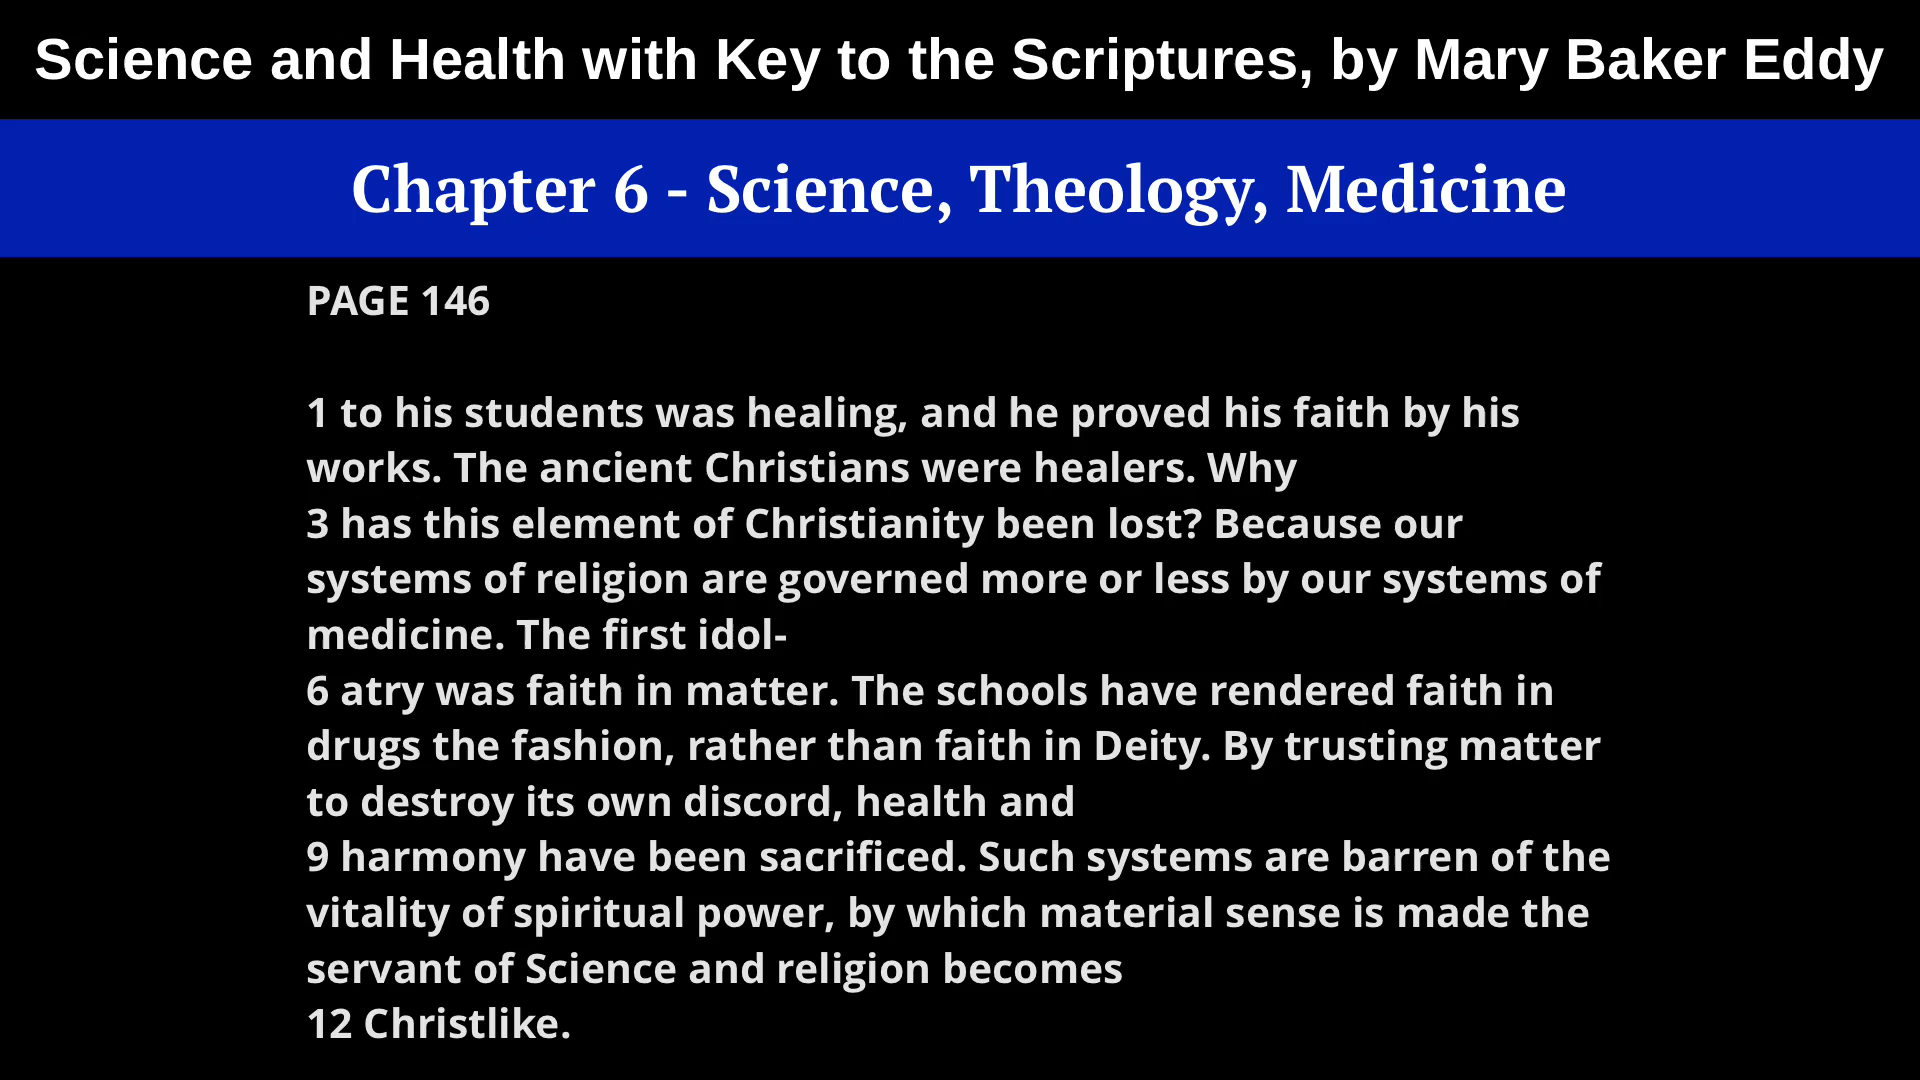 Science and Health with Key to the Scriptures, by Mary Baker Eddy
Chapter 6 - Science, Theology, Medicine
PAGE 146
1 to his students was healing, and he proved his faith by his
works. The ancient Christians were healers. Why
3 has this element of Christianity been lost? Because our
systems of religion are governed more or less by our systems of
medicine. The first idol-
6 atry was faith in matter. The schools have rendered faith in
drugs the fashion, rather than faith in Deity. By trusting matter
to destroy its own discord, health and
9 harmony have been sacrificed. Such systems are barren of the
vitality of spiritual power, by which material sense is made the
servant of Science and religion becomes
12 Christlike.